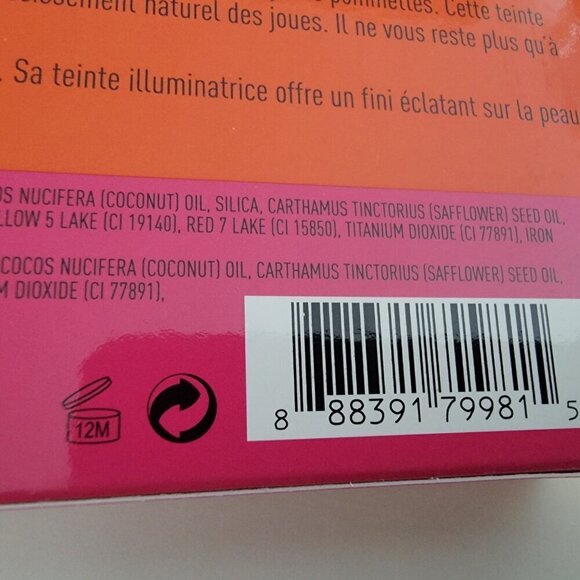 pommettes. Cette teinte
naturel des joues. Il ne vous reste plus qu'à
. Sa teinte illuminatrice offre un fini éclatant sur la peau
OS NUCIFERA (COCONUT) OIL, SILICA, CARTHAMUS TINCTORIUS (SAFFLOWER) SEED OIL,
LLOW 5 LAKE (CI 19140), RED 7 LAKE (CI 15850), TITANIUM DIOXIDE (CI 77891), IRON
COCOS NUCIFERA (COCONUT) OIL, CARTHAMUS TINCTORIUS (SAFFLOWER) SEED OIL,
M DIOXIDE (CI 77891),
12M
8 88391 79981 5